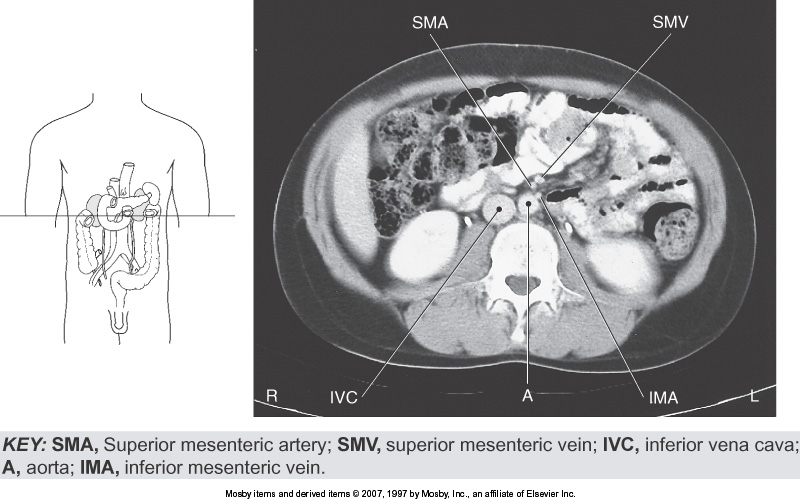 SMA SMV
R IVC A IMA L
KEY: SMA, Superior mesenteric artery; SMV, superior mesenteric vein; IVC, inferior vena cava;
A, aorta; IMA, inferior mesenteric vein.
Mosby items and derived items © 2007, 1997 by Mosby, Inc., an affiliate of Elsevier Inc.